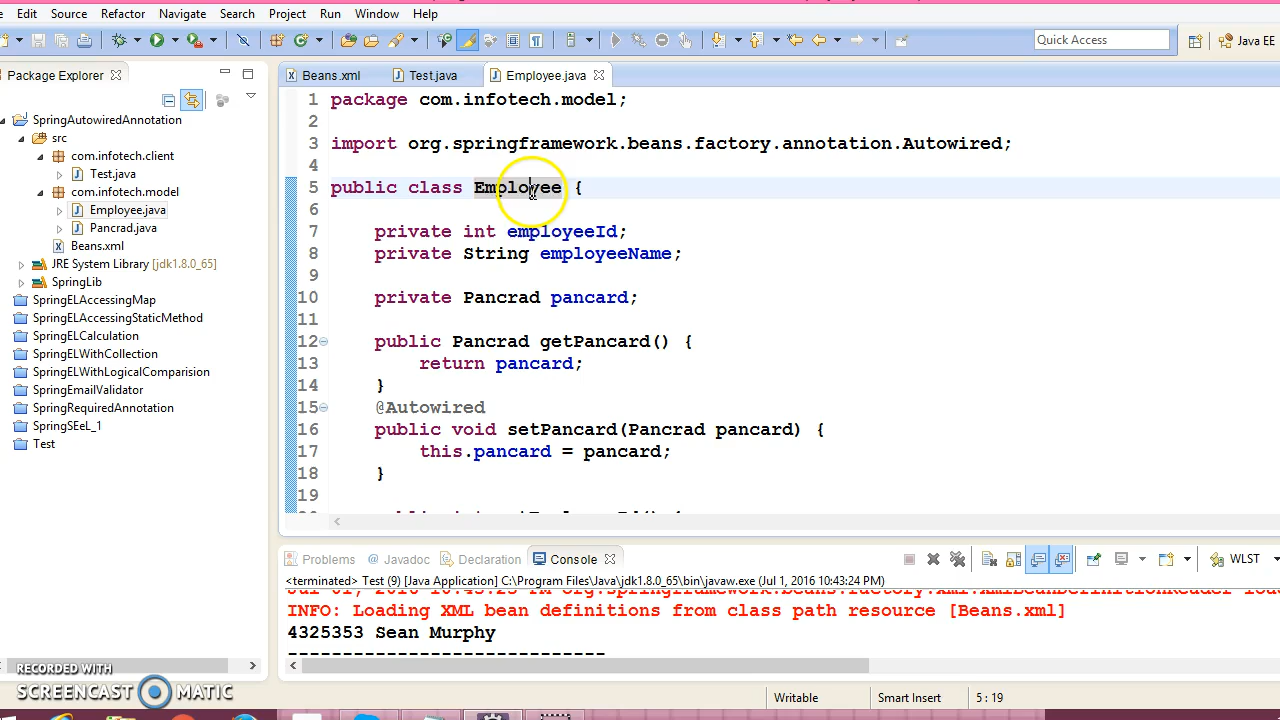 Edit Source Refactor Navigate Search Project Run Window Help
Quick Access
Java EE
Package Explorer
SpringAutowiredAnnotation
src
com.infotech.client
Test.java
com.infotech.model
Employee.java
Pancrad.java
Beans.xml
JRE System Library [jdk1.8.0_65]
SpringLib
SpringELAccessingMap
SpringELAccessingStaticMethod
SpringELCalculation
SpringELWithCollection
SpringELWithLogicalComparision
SpringEmailValidator
SpringRequiredAnnotation
SpringSEeL_1
Test
Beans.xml Test.java Employee.java
1 package com.infotech.model;
2
3 import org.springframework.beans.factory.annotation.Autowired;
4
5 public class Employee {
6
7 private int employeeId;
8 private String employeeName;
9
10 private Pancrad pancard;
11
12 public Pancrad getPancard() {
13 return pancard;
14 }
15 @Autowired
16 public void setPancard(Pancrad pancard) {
17 this.pancard = pancard;
18 }
19
Problems Javadoc Declaration Console
WLST
<terminated> Test (9) [Java Application] C:\Program Files\Java\jdk1.8.0_65\bin\javaw.exe (Jul 1, 2016 10:43:24 PM)
INFO: Loading XML bean definitions from class path resource [Beans.xml]
4325353 Sean Murphy
----------------------------
RECORDED WITH
SCREENCAST MATIC
Writable Smart Insert 5 : 19